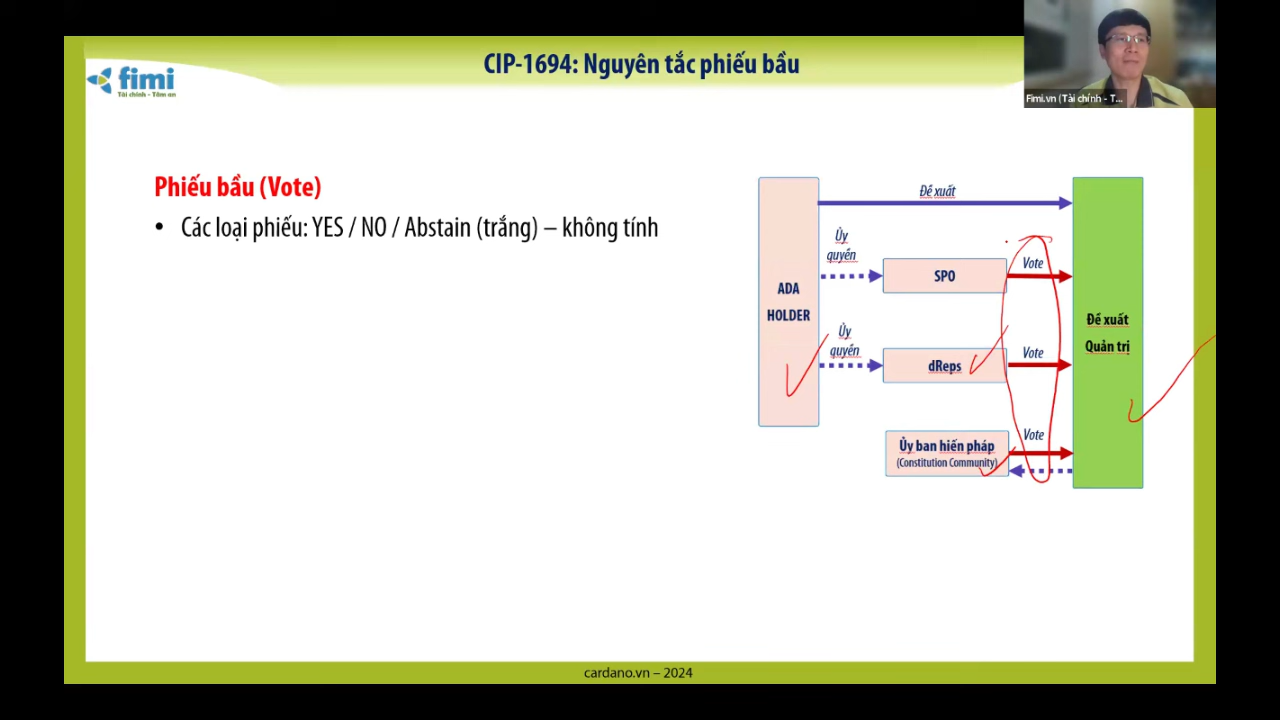 CIP-1694: Nguyên tắc phiếu bầu
fimi
Tài chính - Tâm an
Fimi.vn (Tài chính - T...
Phiếu bầu (Vote)
• Các loại phiếu: YES / NO / Abstain (trắng) – không tính
Đề xuất
Ủy
quyền
SPO
Vote
ADA
HOLDER
Đề xuất
Quản trị
Ủy
quyền
dReps
Vote
Ủy ban hiến pháp
(Constitution Community)
Vote
cardano.vn – 2024